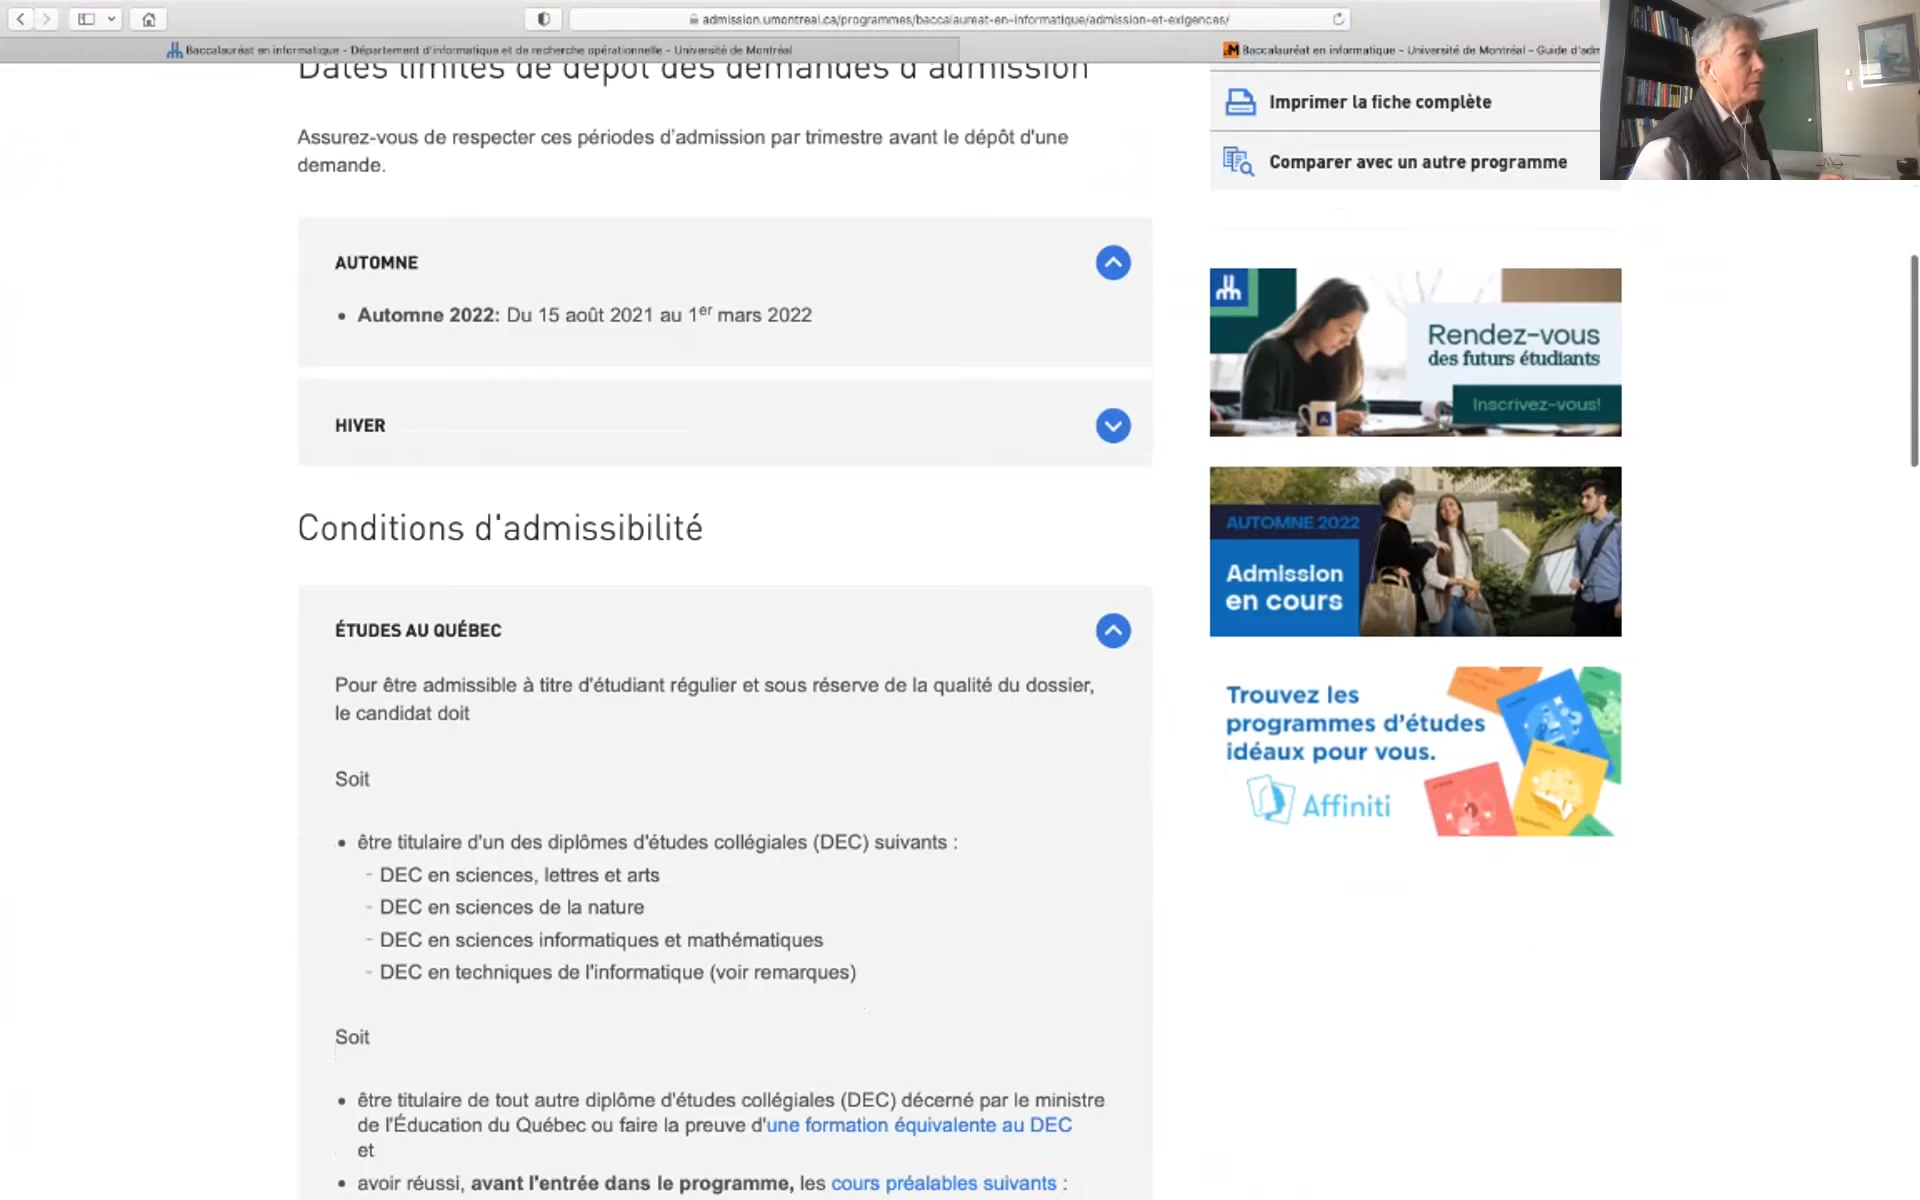 admission.umontreal.ca/programmes/baccalaureat-en-informatique/admission-et-exigences/
Baccalauréat en informatique - Département d'informatique et de recherche opérationnelle - Université de Montréal
Baccalauréat en informatique - Université de Montréal - Guide d'adm
Dates limites de dépôt des demandes d'admission
Assurez-vous de respecter ces périodes d'admission par trimestre avant le dépôt d'une
demande.
AUTOMNE
• Automne 2022: Du 15 août 2021 au 1er mars 2022
HIVER
Conditions d'admissibilité
ÉTUDES AU QUÉBEC
Pour être admissible à titre d'étudiant régulier et sous réserve de la qualité du dossier,
le candidat doit
Soit
• être titulaire d'un des diplômes d'études collégiales (DEC) suivants :
- DEC en sciences, lettres et arts
- DEC en sciences de la nature
- DEC en sciences informatiques et mathématiques
- DEC en techniques de l'informatique (voir remarques)
Soit
• être titulaire de tout autre diplôme d'études collégiales (DEC) décerné par le ministre
de l'Éducation du Québec ou faire la preuve d'une formation équivalente au DEC
et
• avoir réussi, avant l'entrée dans le programme, les cours préalables suivants :
Imprimer la fiche complète
Comparer avec un autre programme
Rendez-vous
des futurs étudiants
Inscrivez-vous!
AUTOMNE 2022
Admission
en cours
Trouvez les
programmes d'études
idéaux pour vous.
Affiniti